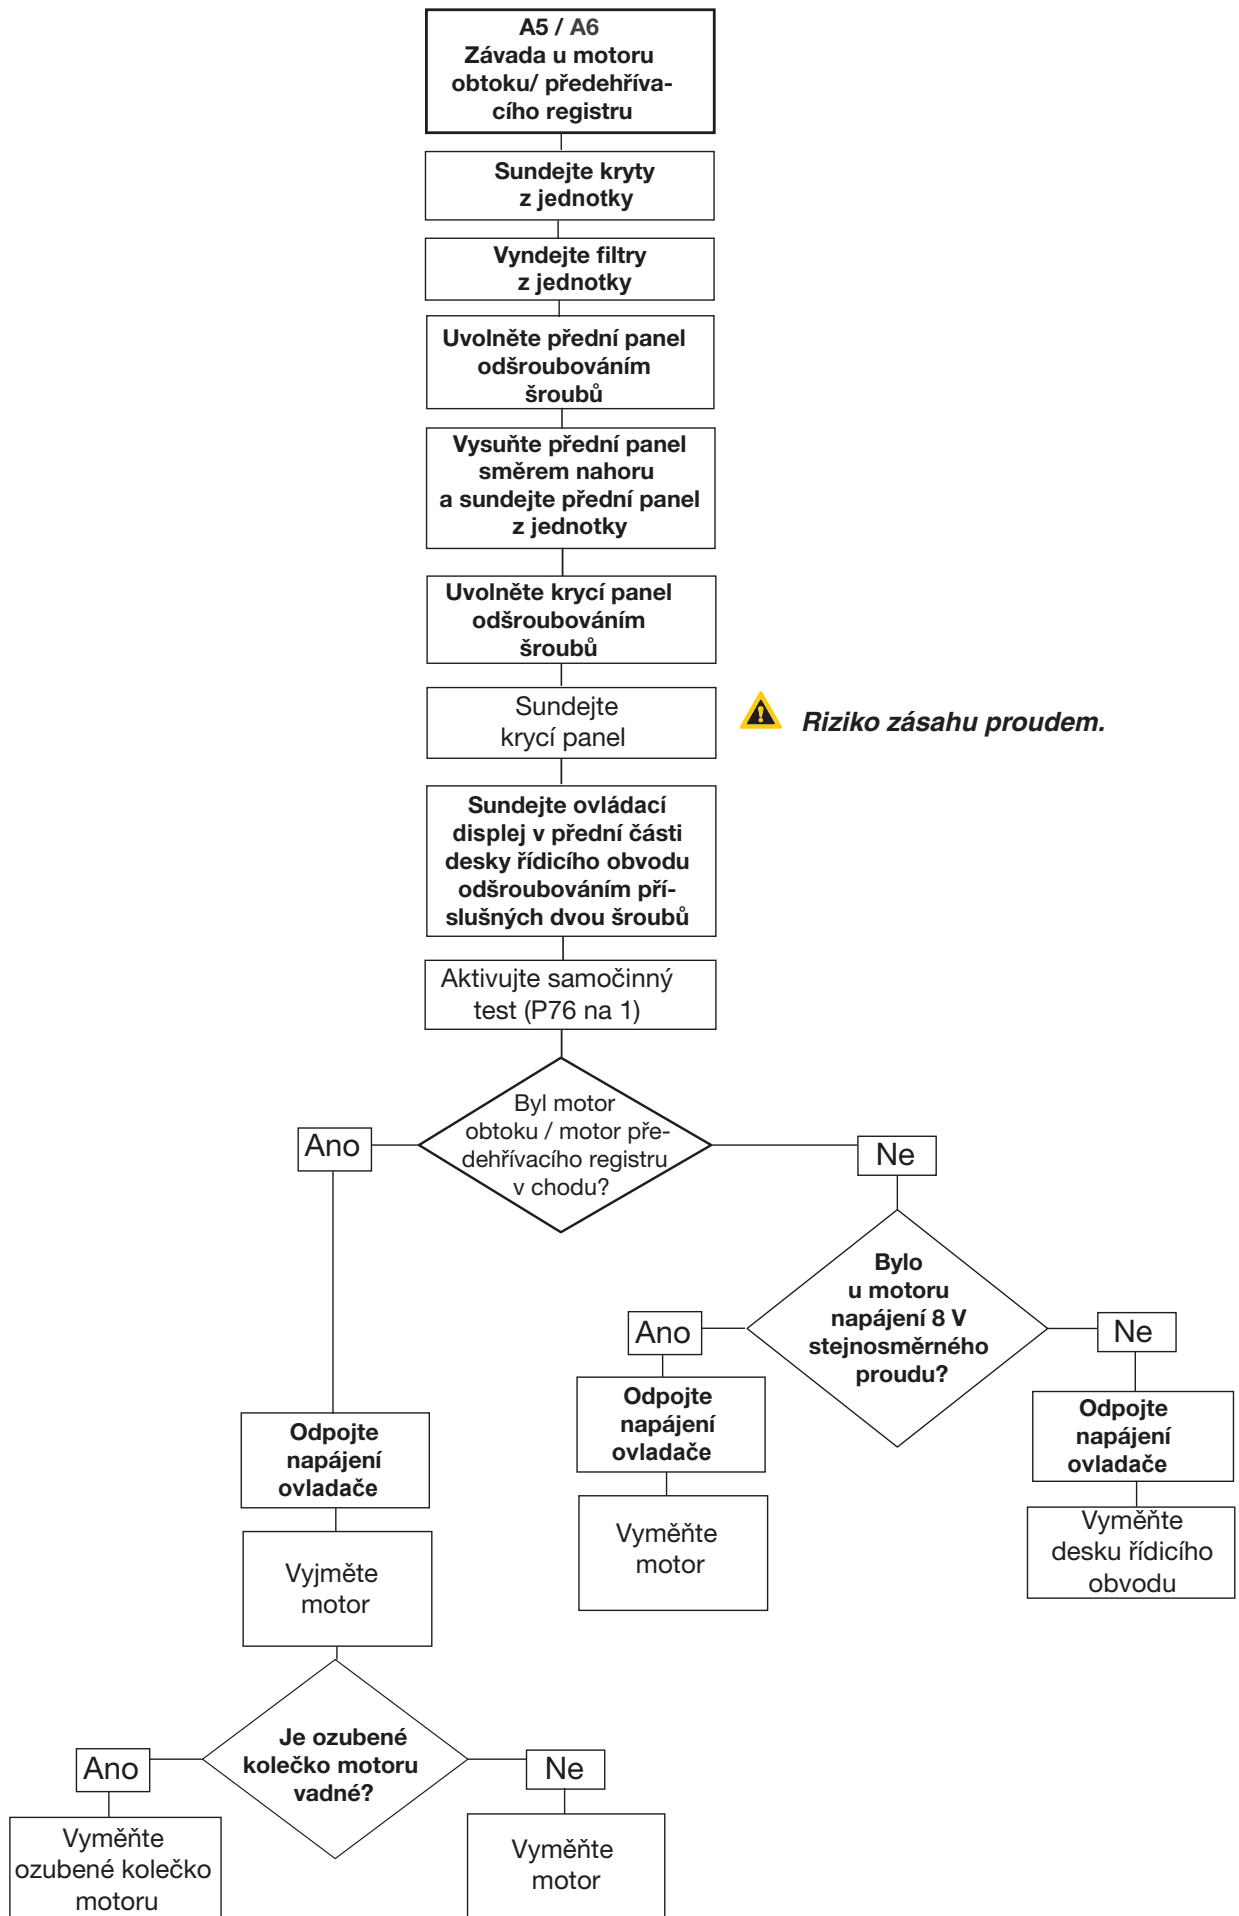 A5 / A6
Závada u motoru
obtoku/ předehříva-
cího registru
Sundejte kryty
z jednotky
Vyndejte filtry
z jednotky
Uvolněte přední panel
odšroubováním
šroubů
Vysuňte přední panel
směrem nahoru
a sundejte přední panel
z jednotky
Uvolněte krycí panel
odšroubováním
šroubů
Sundejte
krycí panel
Riziko zásahu proudem.
Sundejte ovládací
displej v přední části
desky řídicího obvodu
odšroubováním pří-
slušných dvou šroubů
Aktivujte samočinný
test (P76 na 1)
Byl motor
obtoku / motor pře-
dehřívacího registru
v chodu?
Ano
Ne
Bylo
u motoru
napájení 8 V
stejnosměrného
proudu?
Ano
Ne
Odpojte
napájení
ovladače
Odpojte
napájení
ovladače
Odpojte
napájení
ovladače
Vyměňte
motor
Vyměňte
desku řídicího
obvodu
Vyjměte
motor
Je ozubené
kolečko motoru
vadné?
Ano
Ne
Vyměňte
ozubené kolečko
motoru
Vyměňte
motor